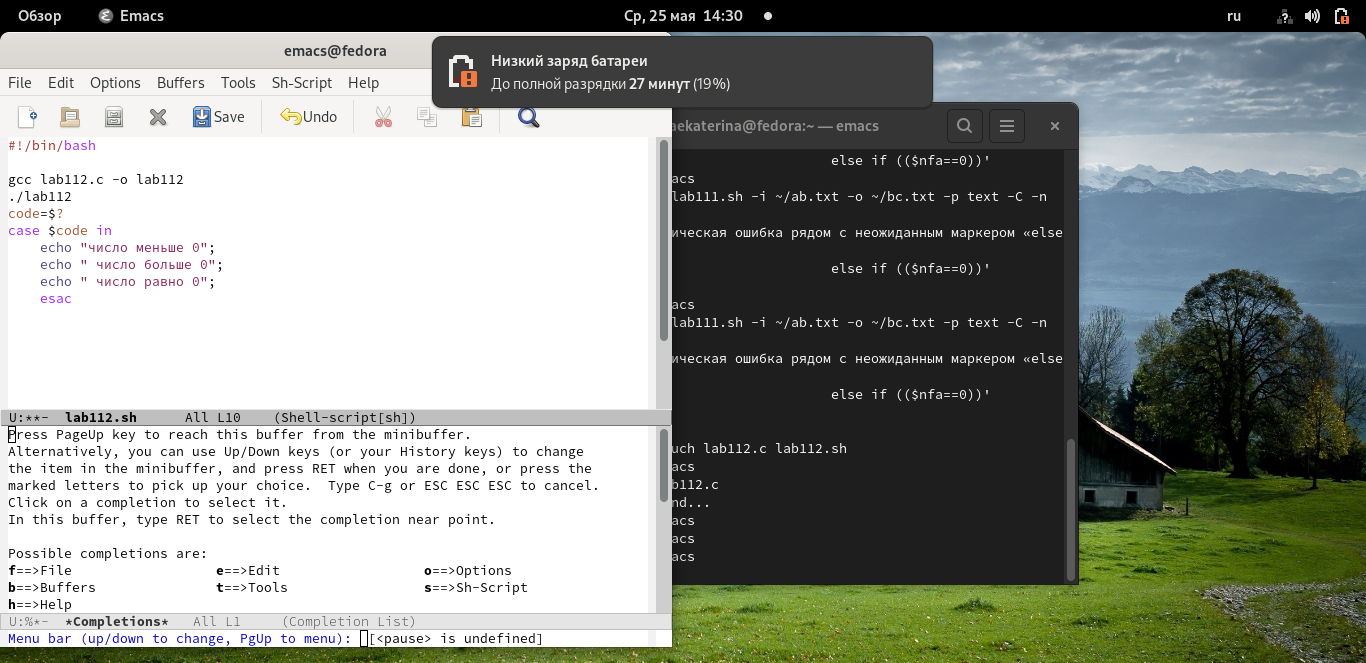 Обзор Emacs Ср, 25 мая 14:30 ru
emacs@fedora
Низкий заряд батареи
До полной разрядки 27 минут (19%)
File Edit Options Buffers Tools Sh-Script Help
Save Undo
#!/bin/bash
gcc lab112.c -o lab112
./lab112
code=$?
case $code in
echo "число меньше 0";
echo " число больше 0";
echo " число равно 0";
esac
U:**- lab112.sh All L10 (Shell-script[sh])
Press PageUp key to reach this buffer from the minibuffer.
Alternatively, you can use Up/Down keys (or your History keys) to change
the item in the minibuffer, and press RET when you are done, or press the
marked letters to pick up your choice. Type C-g or ESC ESC ESC to cancel.
Click on a completion to select it.
In this buffer, type RET to select the completion near point.
Possible completions are:
f==>File e==>Edit o==>Options
b==>Buffers t==>Tools s==>Sh-Script
h==>Help
U:%*- *Completions* All L1 (Completion List)
Menu bar (up/down to change, PgUp to menu): [<pause> is undefined]
aekaterina@fedora:~ — emacs
else if (($nfa==0))'
acs
lab111.sh -i ~/ab.txt -o ~/bc.txt -p text -C -n
ическая ошибка рядом с неожиданным маркером «else
else if (($nfa==0))'
acs
lab111.sh -i ~/ab.txt -o ~/bc.txt -p text -C -n
ическая ошибка рядом с неожиданным маркером «else
else if (($nfa==0))'
uch lab112.c lab112.sh
acs
b112.c
nd...
acs
acs
acs